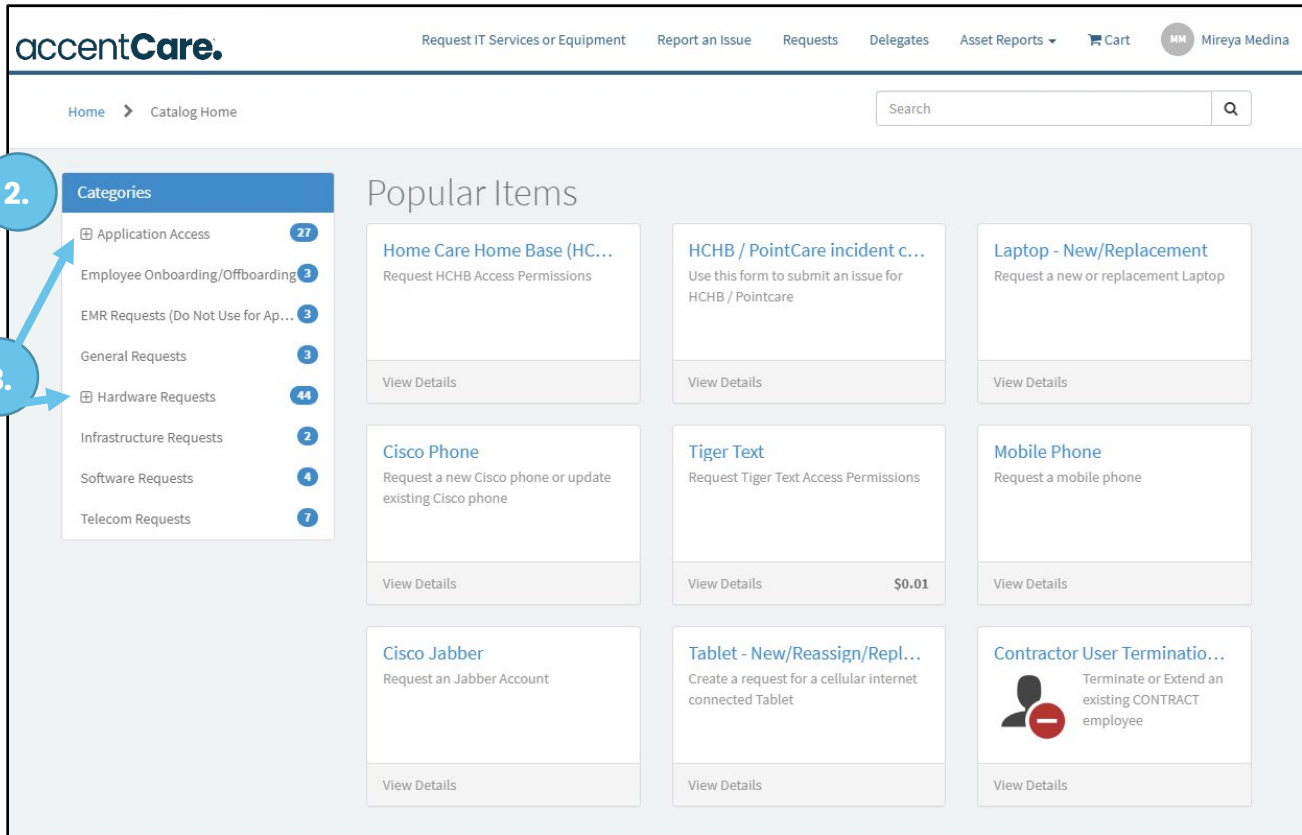 accentCare.
Request IT Services or Equipment Report an Issue Requests Delegates Asset Reports Cart MM Mireya Medina
Home > Catalog Home
Search
2.
Categories
Application Access 27
Employee Onboarding/Offboarding 3
EMR Requests (Do Not Use for Ap... 3
General Requests 3
3.
Hardware Requests 44
Infrastructure Requests 2
Software Requests 4
Telecom Requests 7
Popular Items
Home Care Home Base (HC...
Request HCHB Access Permissions
View Details
HCHB / PointCare incident c...
Use this form to submit an issue for
HCHB / Pointcare
View Details
Laptop - New/Replacement
Request a new or replacement Laptop
View Details
Cisco Phone
Request a new Cisco phone or update
existing Cisco phone
View Details
Tiger Text
Request Tiger Text Access Permissions
View Details $0.01
Mobile Phone
Request a mobile phone
View Details
Cisco Jabber
Request an Jabber Account
View Details
Tablet - New/Reassign/Repl...
Create a request for a cellular internet
connected Tablet
View Details
Contractor User Terminatio...
Terminate or Extend an
existing CONTRACT
employee
View Details